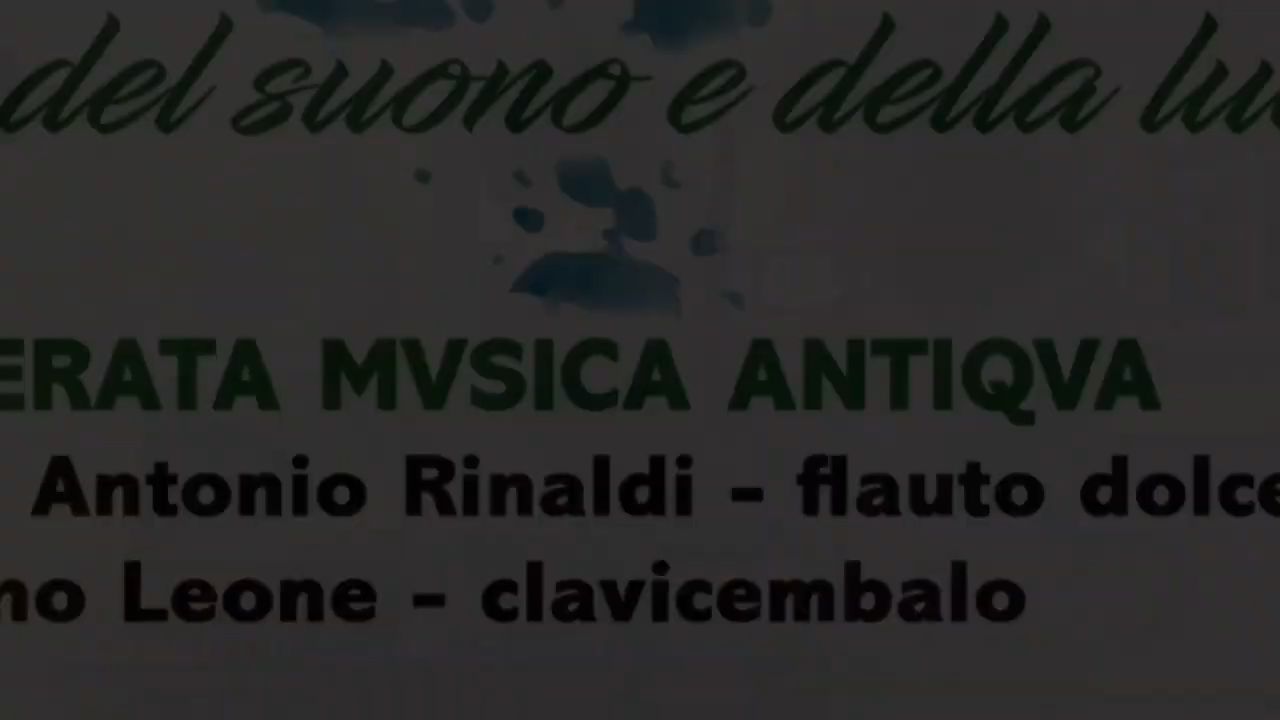 del suono e della lu
ERATA MVSICA ANTIQVA
Antonio Rinaldi - flauto dolce
no Leone - clavicembalo